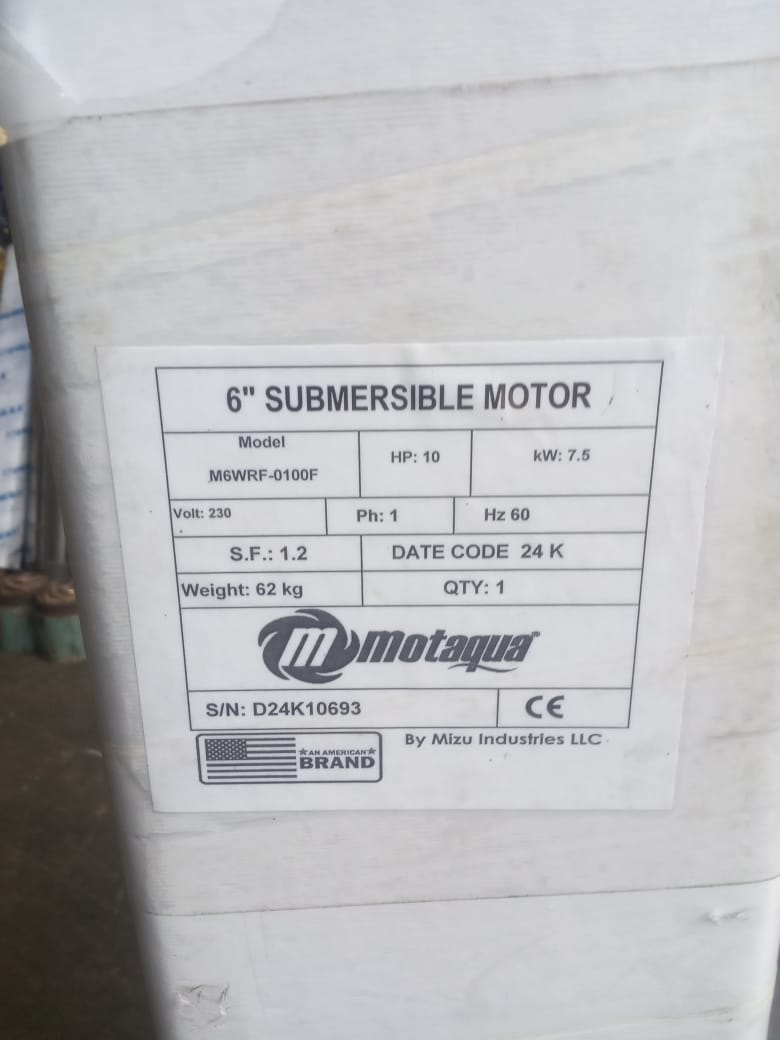 6" SUBMERSIBLE MOTOR
Model
M6WRF-0100F
HP: 10
kW: 7.5
Volt: 230
Ph: 1
Hz 60
S.F.: 1.2
DATE CODE 24 K
Weight: 62 kg
QTY: 1
m motaqua®
S/N: D24K10693
CE
AN AMERICAN
BRAND
By Mizu Industries LLC